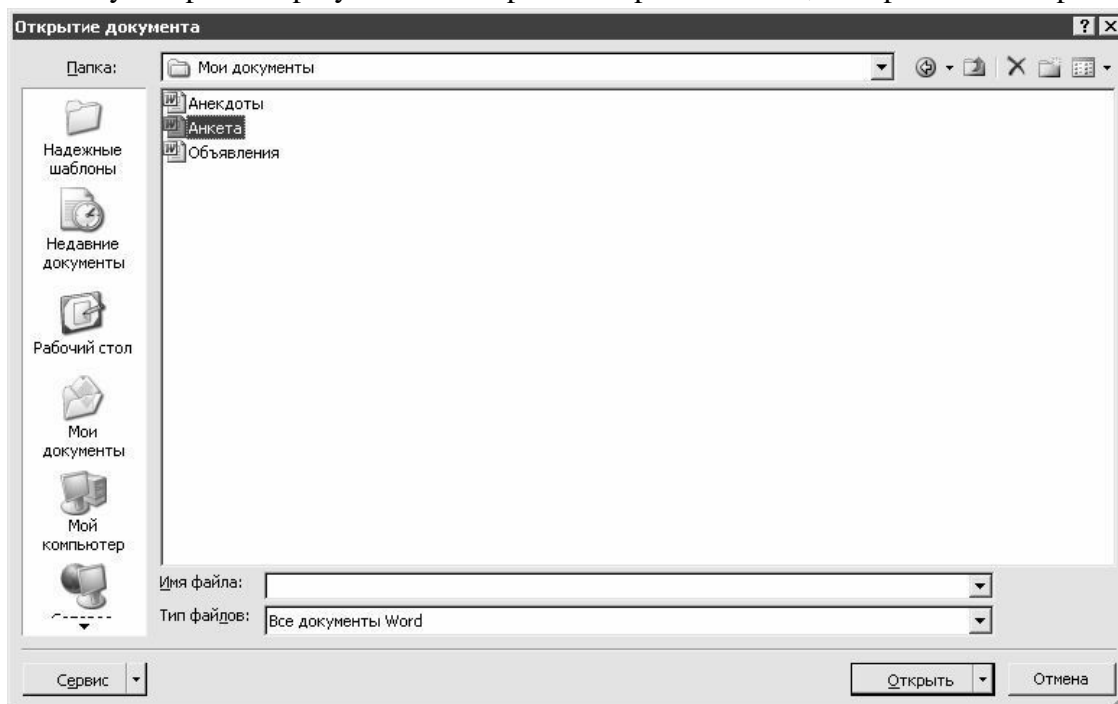 Открытие документа
Папка:
Мои документы
Анекдоты
Анкета
Объявления
Надежные
шаблоны
Недавние
документы
Рабочий стол
Мои
документы
Мой
компьютер
Имя файла:
Тип файлов:
Все документы Word
Сервис
Открыть
Отмена